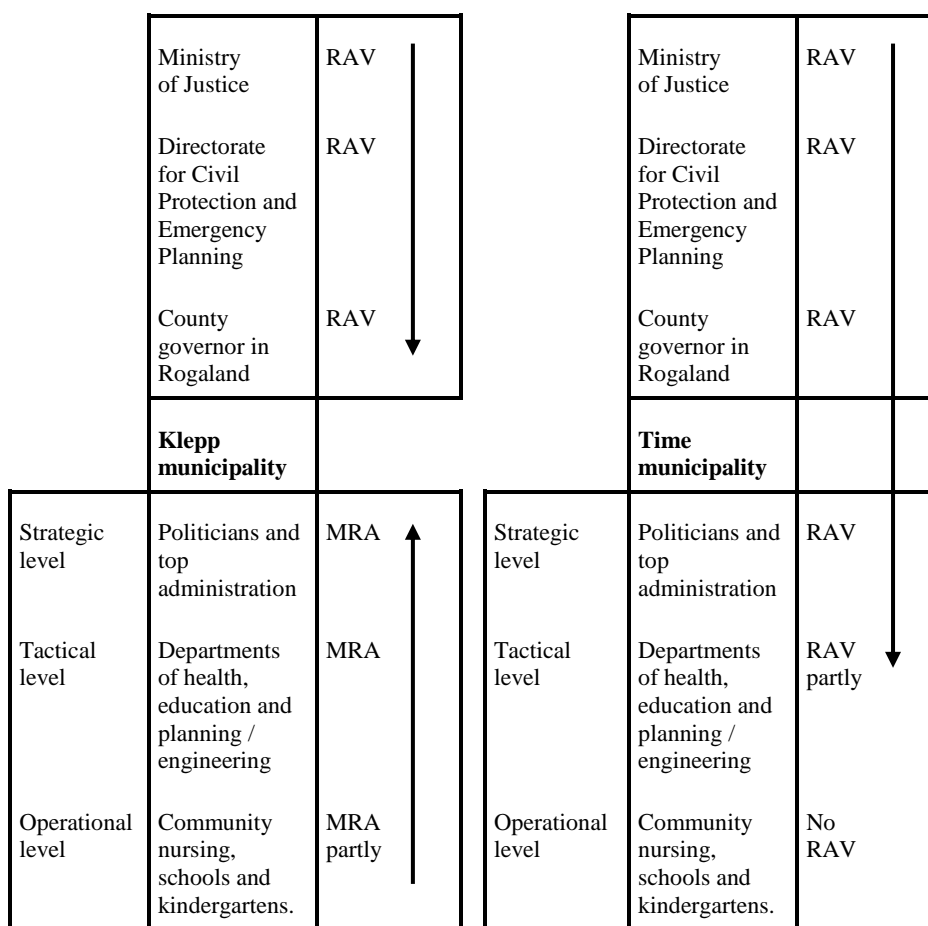 Ministry
of Justice
RAV
Directorate
for Civil
Protection and
Emergency
Planning
RAV
County
governor in
Rogaland
RAV
Klepp
municipality
Strategic
level
Politicians and
top
administration
MRA
Tactical
level
Departments
of health,
education and
planning /
engineering
MRA
Operational
level
Community
nursing,
schools and
kindergartens.
MRA
partly
Ministry
of Justice
RAV
Directorate
for Civil
Protection and
Emergency
Planning
RAV
County
governor in
Rogaland
RAV
Time
municipality
Strategic
level
Politicians and
top
administration
RAV
Tactical
level
Departments
of health,
education and
planning /
engineering
RAV
partly
Operational
level
Community
nursing,
schools and
kindergartens.
No
RAV